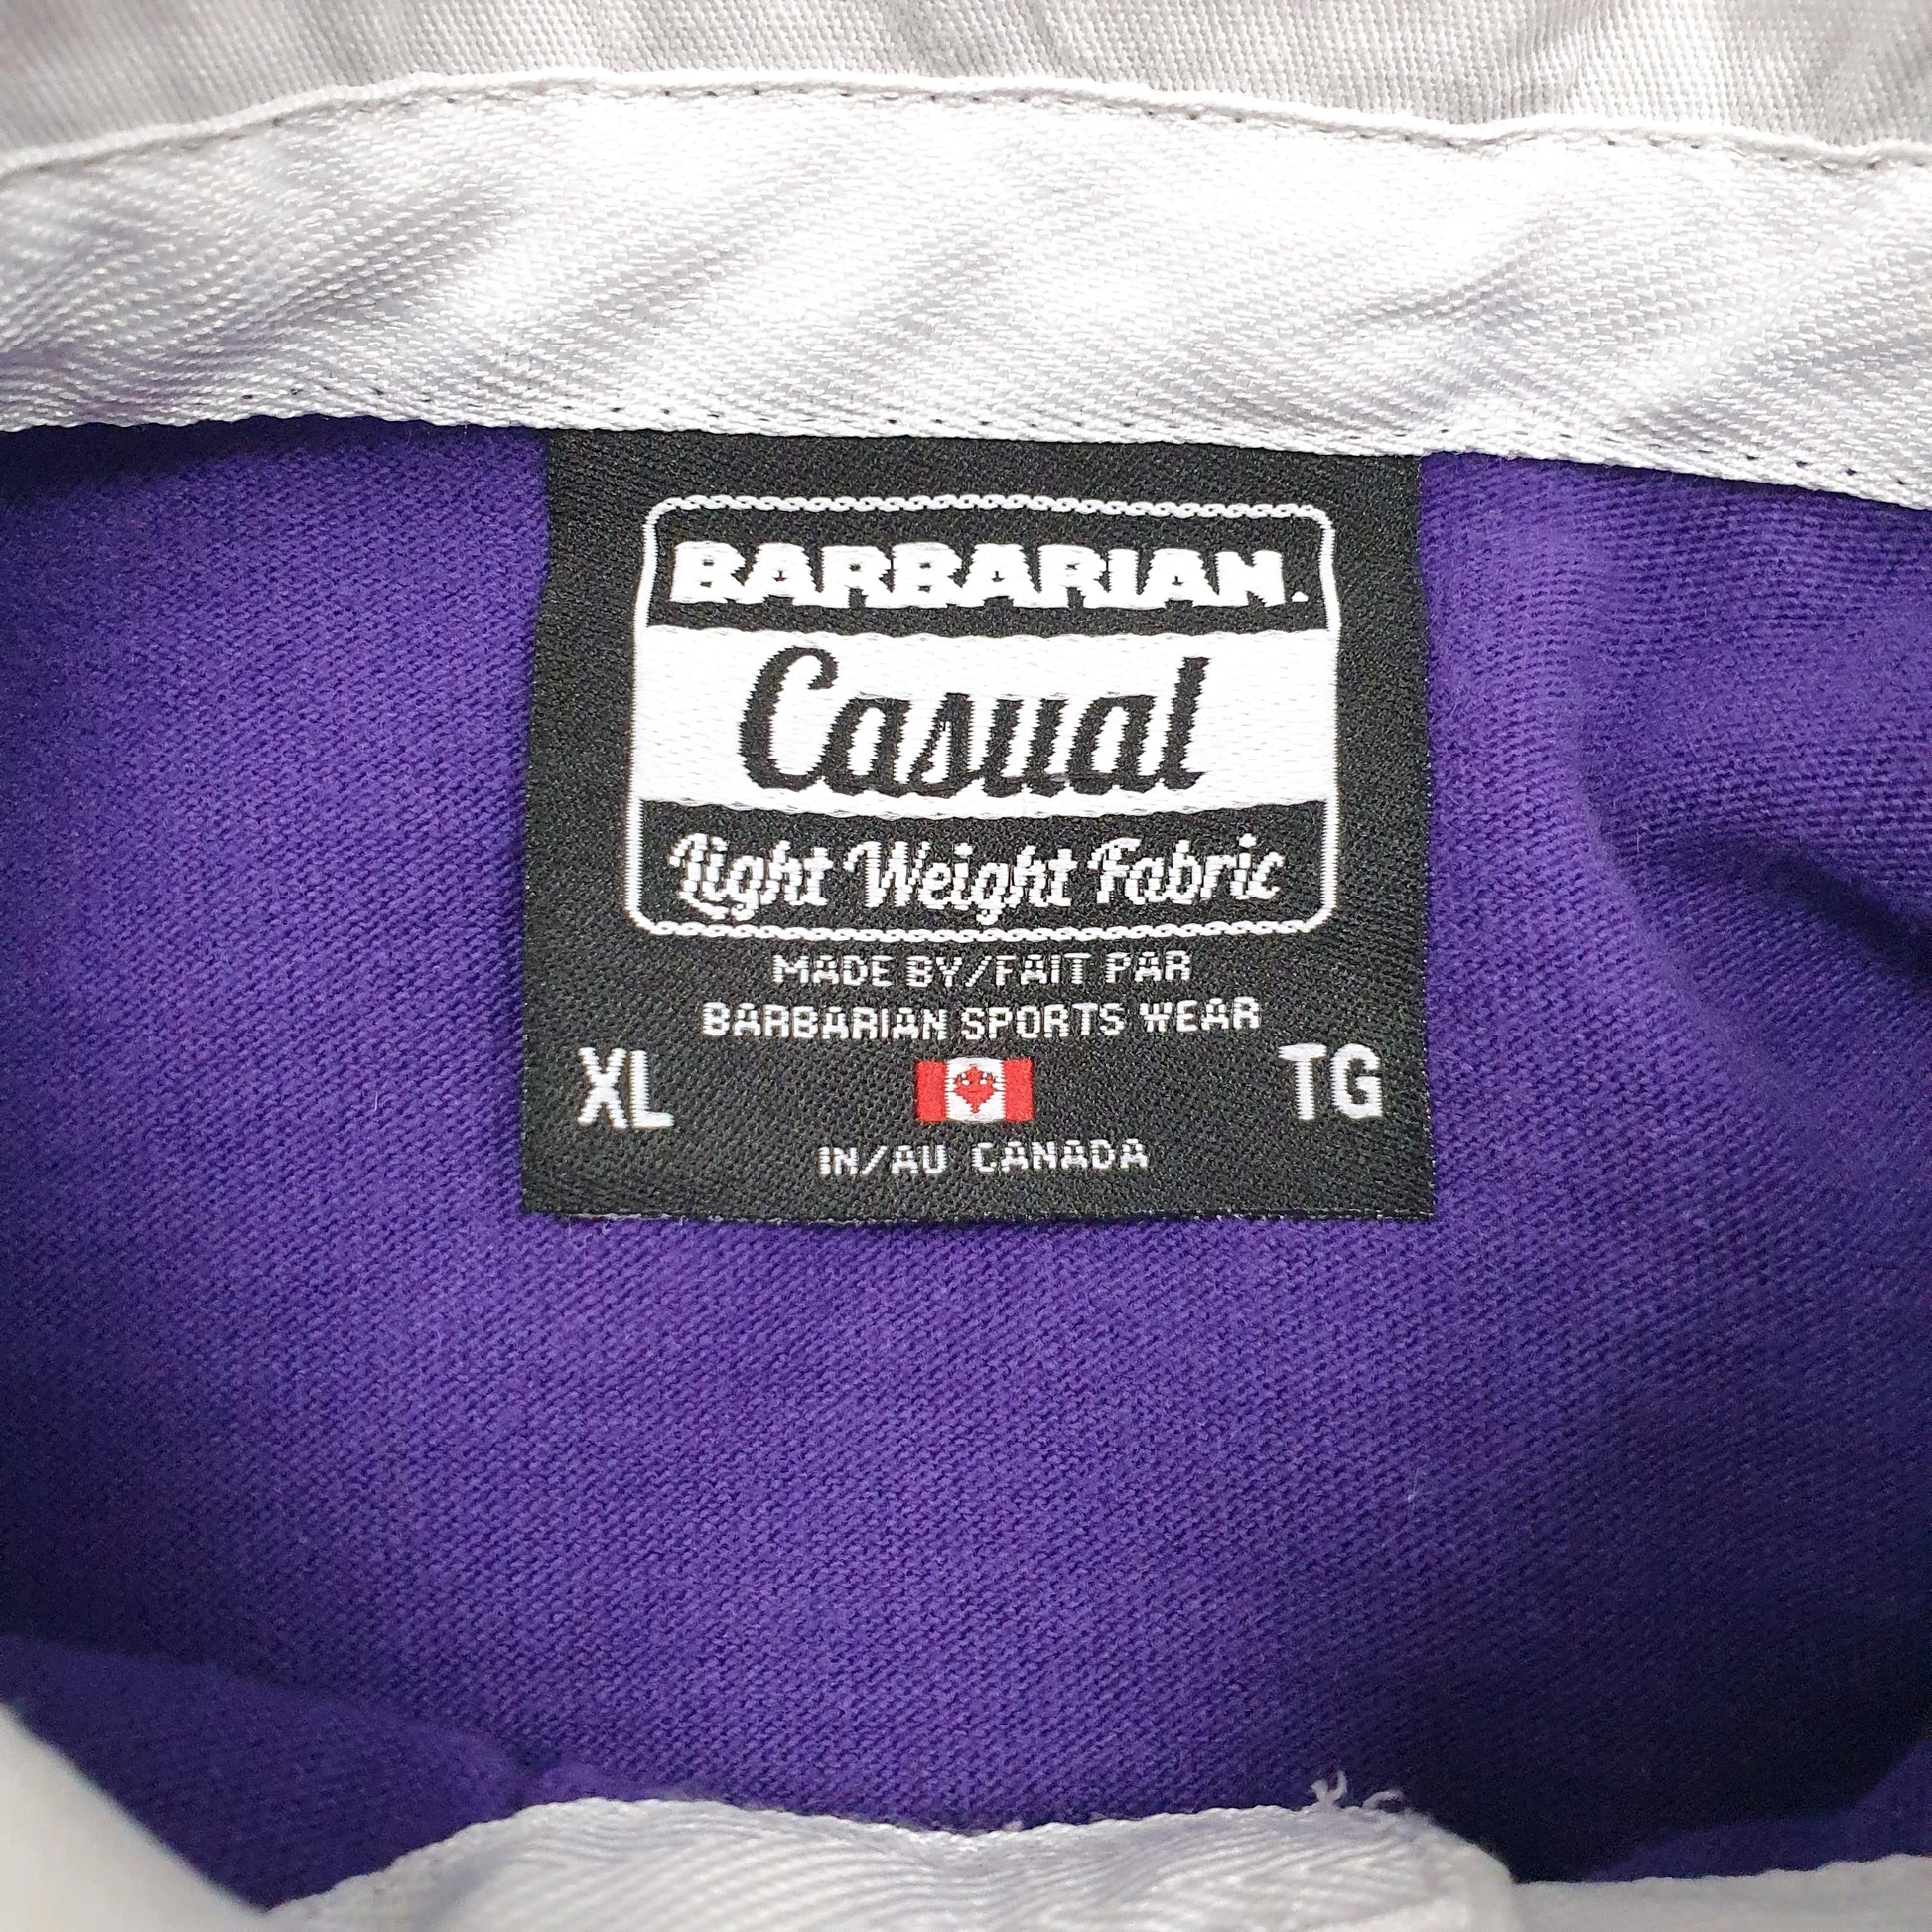 BARBARIAN.
Casual
Light Weight Fabric
MADE BY/FAIT PAR
BARBARIAN SPORTS WEAR
XL TG
IN/AU CANADA